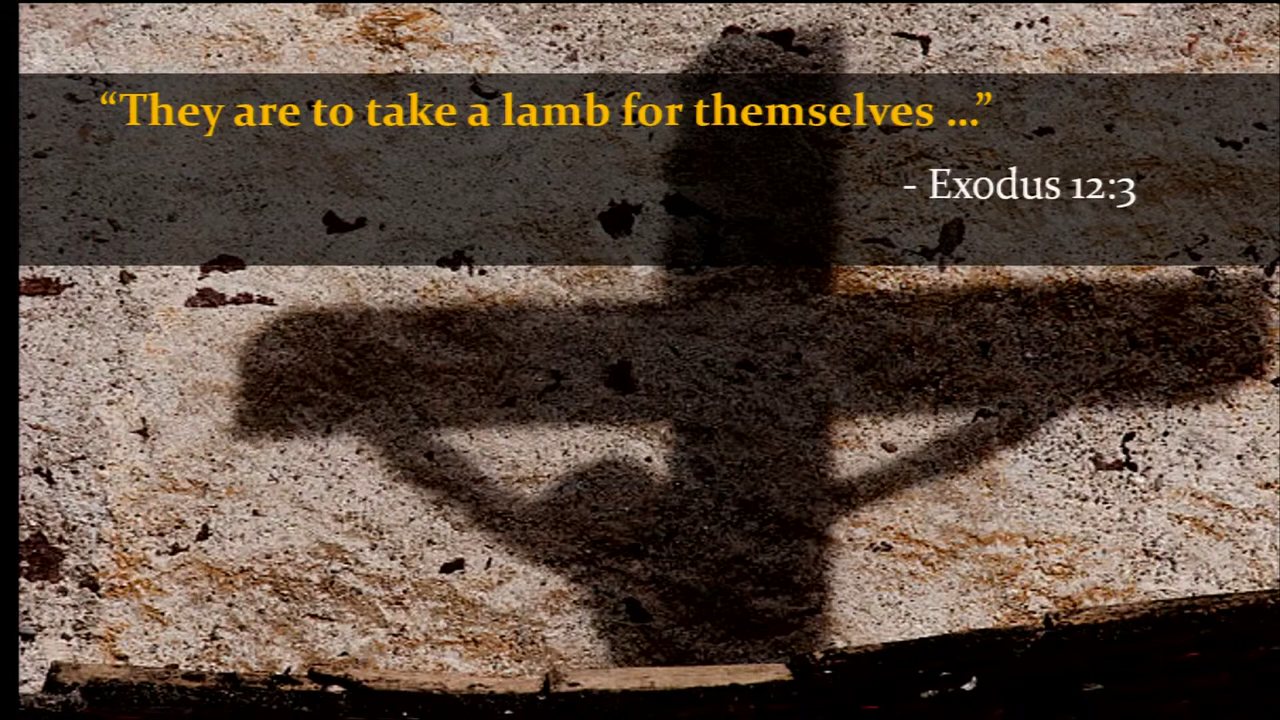 “They are to take a lamb for themselves ...”
- Exodus 12:3